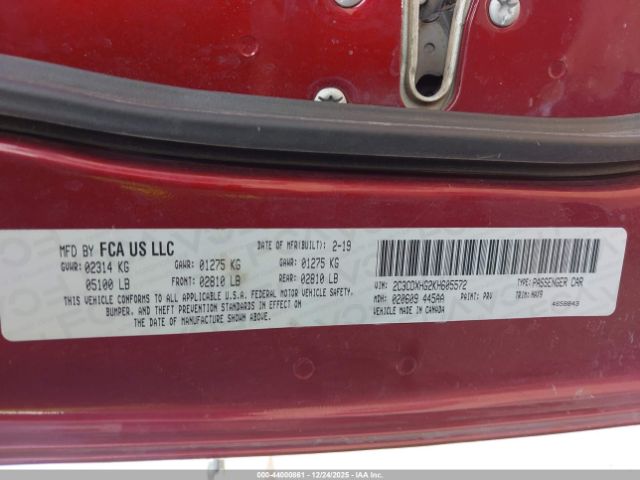 MFD BY FCA US LLC
DATE OF MFR(BUILT): 2-19
GVWR: 02314 KG
GAWR: 01275 KG
GAWR: 01275 KG
05100 LB
FRONT: 02810 LB
REAR: 02810 LB
THIS VEHICLE CONFORMS TO ALL APPLICABLE U.S.A. FEDERAL MOTOR VEHICLE SAFETY,
BUMPER, AND THEFT PREVENTION STANDARDS IN EFFECT ON
THE DATE OF MANUFACTURE SHOWN ABOVE.
VIN: 2C3CDXHG2KH605572
TYPE: PASSENGER CAR
MDH: 020609 445AA
PAINT: PRV
TRIM: HAX9
VEHICLE MADE IN CANADA
000-44000861 - 12/24/2025 - IAAI.COM